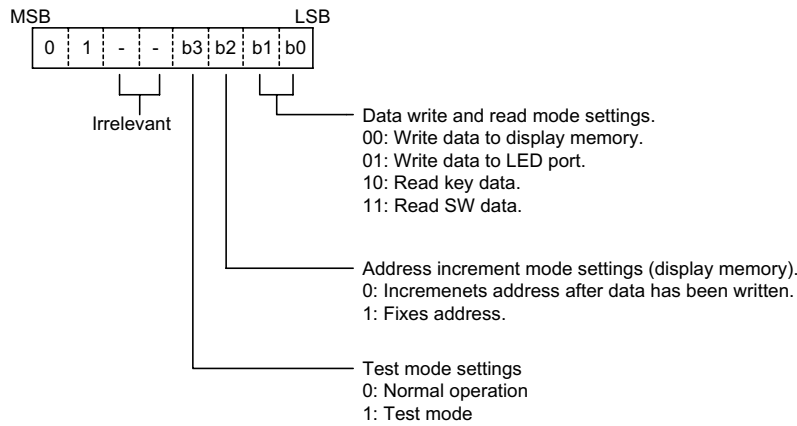 MSB LSB
0 1 - - b3 b2 b1 b0
Irrelevant
Data write and read mode settings.
00: Write data to display memory.
01: Write data to LED port.
10: Read key data.
11: Read SW data.
Address increment mode settings (display memory).
0: Incremenets address after data has been written.
1: Fixes address.
Test mode settings
0: Normal operation
1: Test mode